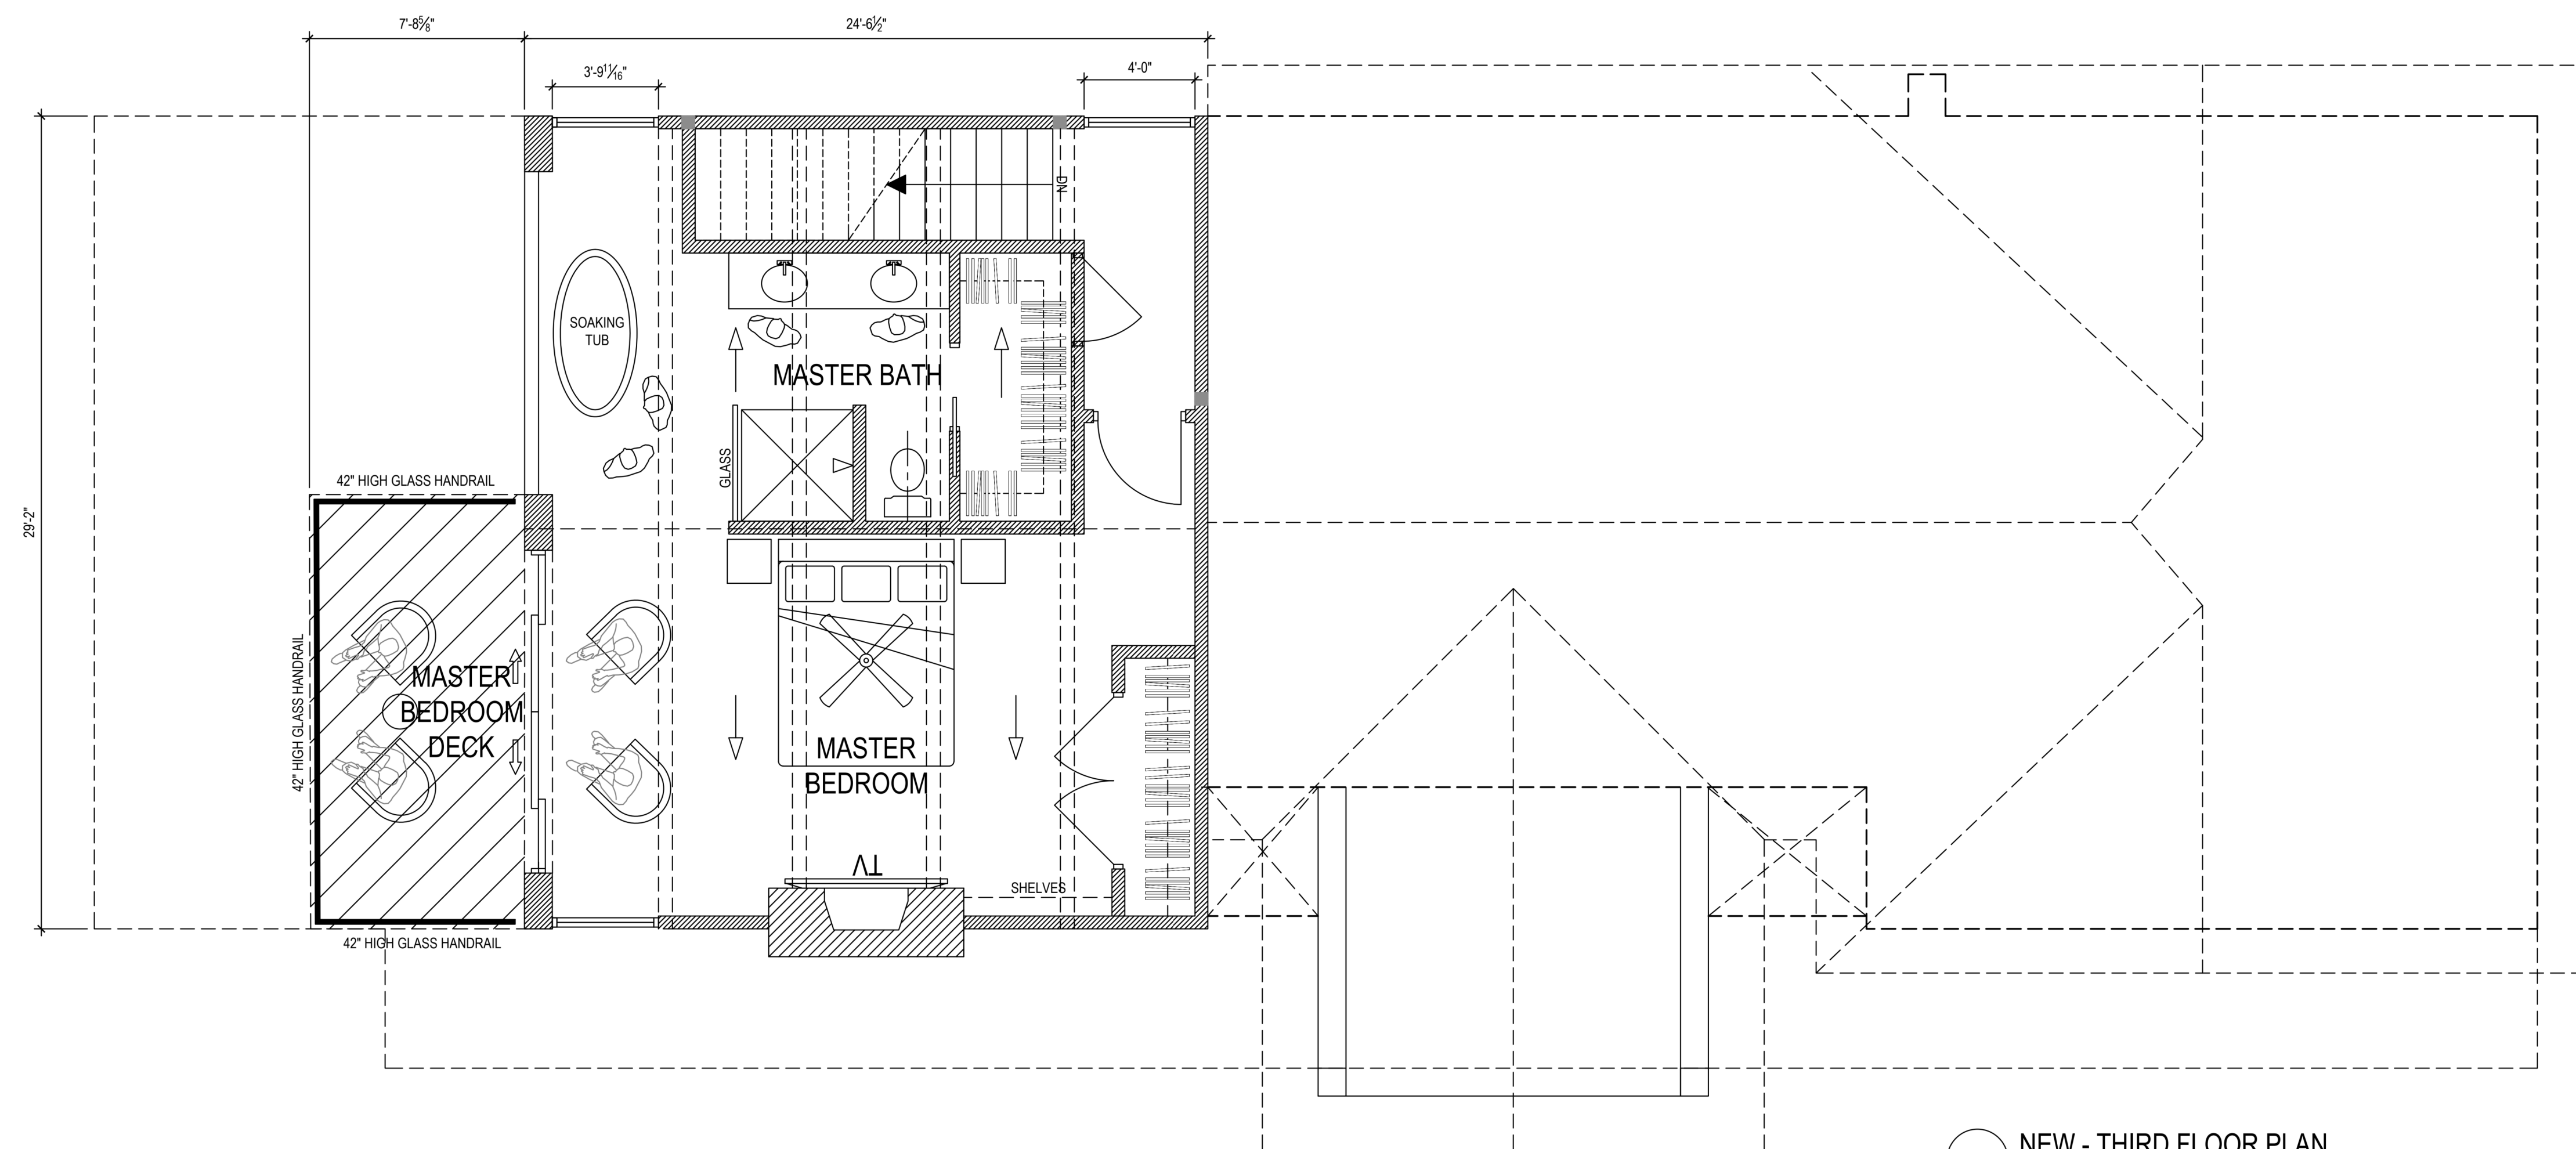 7'-8⅝"
24'-6½"
3'-9 11/16"
4'-0"
29'-2"
DN
SOAKING
TUB
MASTER BATH
GLASS
42" HIGH GLASS HANDRAIL
42" HIGH GLASS HANDRAIL
MASTER
BEDROOM
DECK
MASTER
BEDROOM
TV
SHELVES
42" HIGH GLASS HANDRAIL
NEW - THIRD FLOOR PLAN